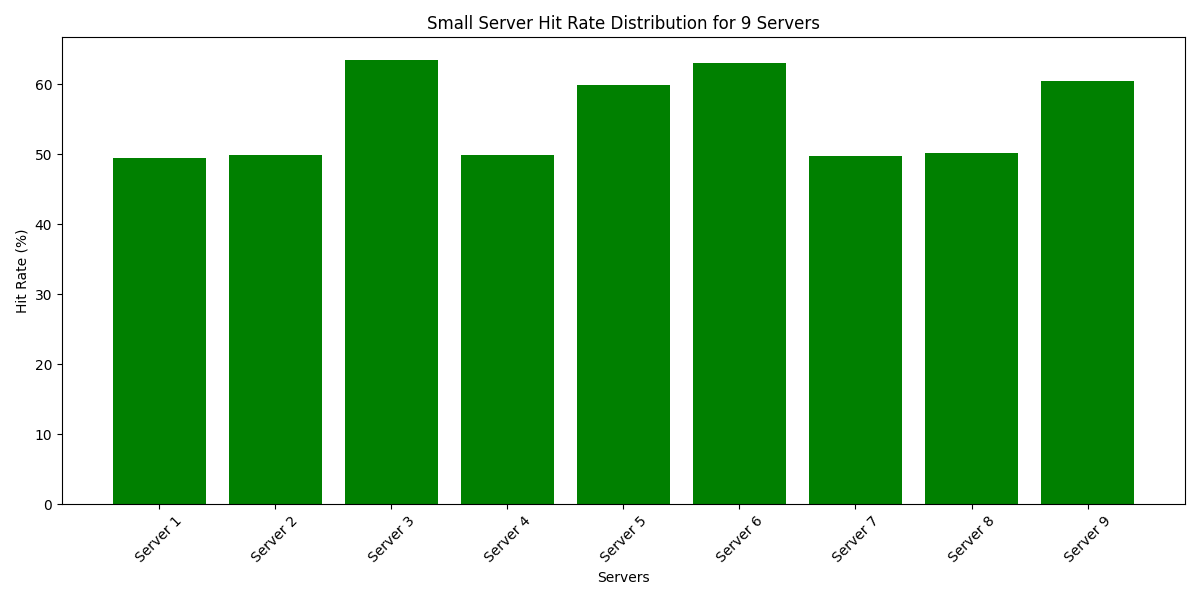 Small Server Hit Rate Distribution for 9 Servers
Hit Rate (%)
60
50
40
30
20
10
0
Server 1
Server 2
Server 3
Server 4
Server 5
Server 6
Server 7
Server 8
Server 9
Servers